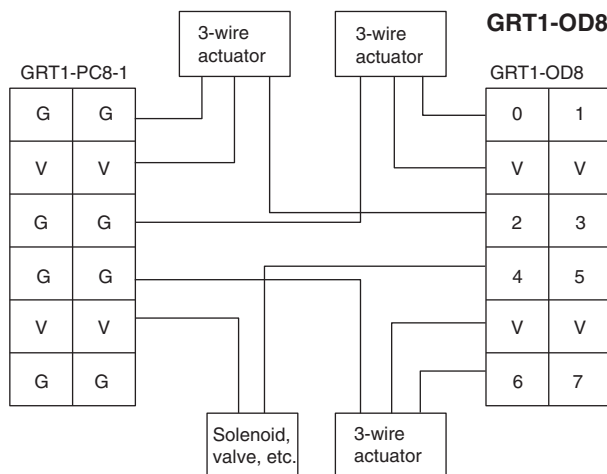 GRT1-OD8
3-wire
actuator
3-wire
actuator
GRT1-PC8-1
GRT1-OD8
G G
V V
G G
G G
V V
G G
0 1
V V
2 3
4 5
V V
6 7
Solenoid,
valve, etc.
3-wire
actuator